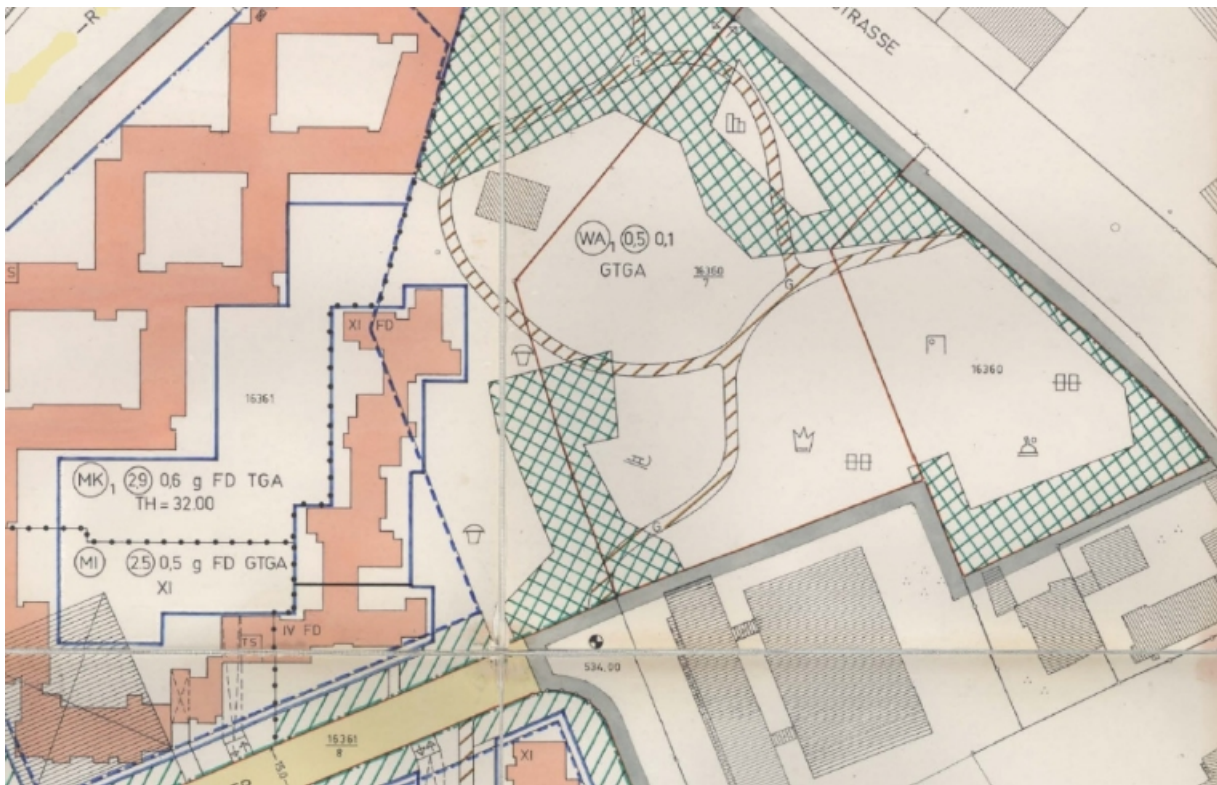 R
STRASSE
G
S
WA 1 0,5 0,1
GTGA
16360
7
G
XI FD
16361
16360
MK 1 2,9 0,6 g FD TGA
TH = 32.00
MI 2,5 0,5 g FD GTGA
XI
G
IV FD
TS
534,00
16361
8
XI
15.0